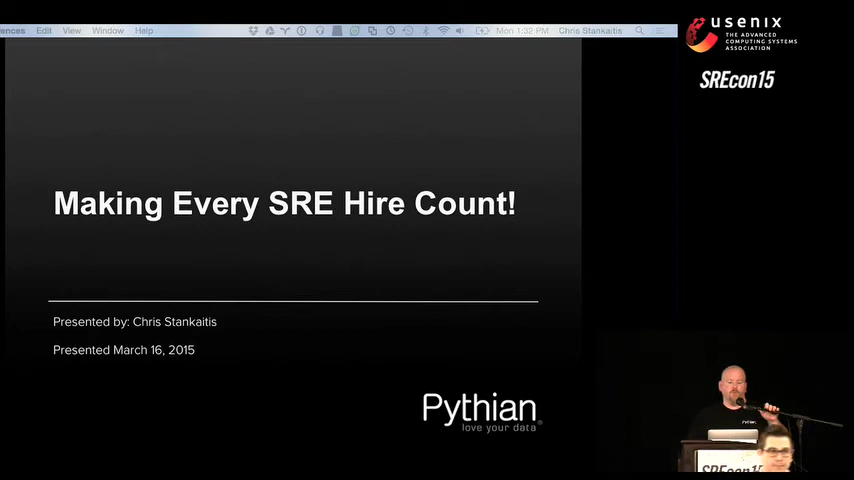 ences Edit View Window Help Mon 1:32 PM Chris Stankaitis
usenix
THE ADVANCED
COMPUTING SYSTEMS
ASSOCIATION
SREcon15
Making Every SRE Hire Count!
Presented by: Chris Stankaitis
Presented March 16, 2015
Pythian
love your data
SREcon15